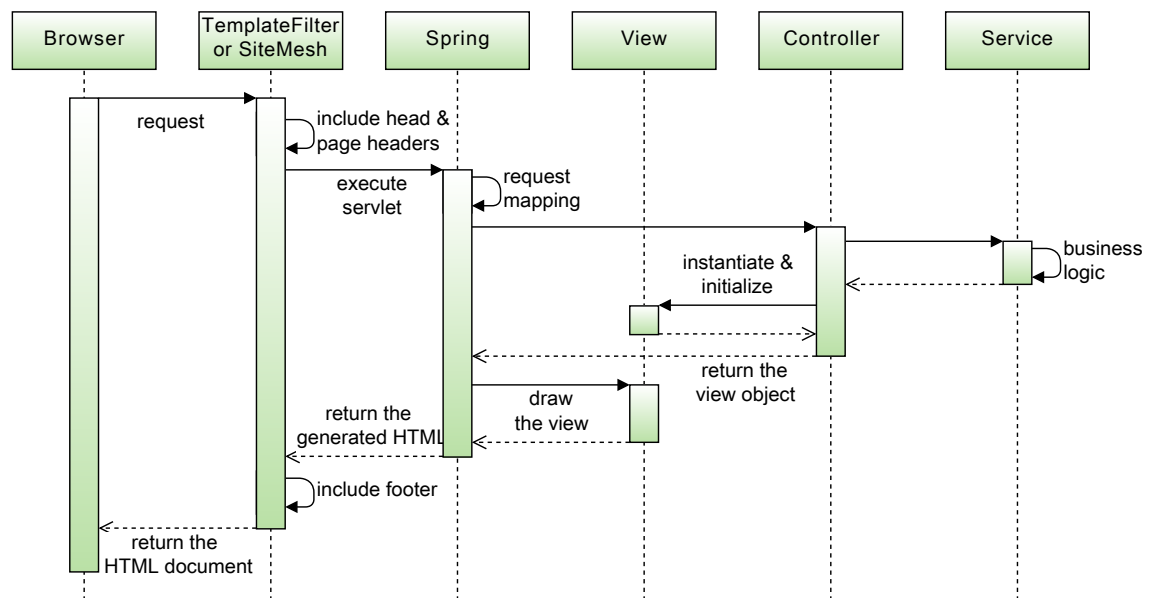 Browser
TemplateFilter
or SiteMesh
Spring
View
Controller
Service
request
include head &
page headers
execute
servlet
request
mapping
business
logic
instantiate &
initialize
return the
view object
draw
the view
return the
generated HTML
include footer
return the
HTML document